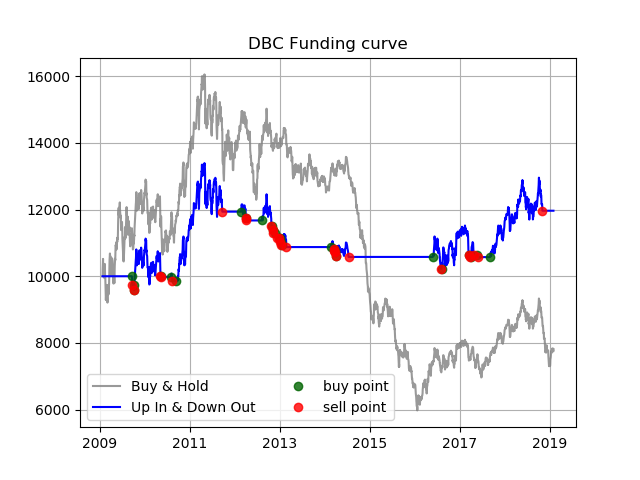 DBC Funding curve
16000
14000
12000
10000
8000
6000
Buy & Hold
Up In & Down Out
buy point
sell point
2009
2011
2013
2015
2017
2019